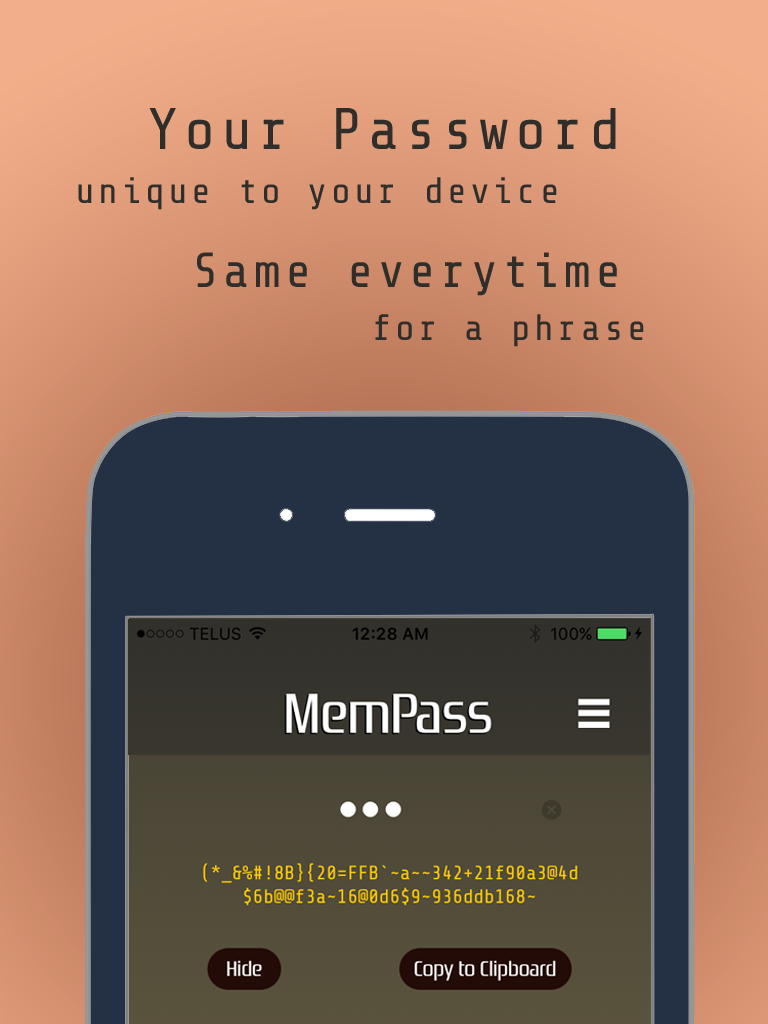 Your Password
unique to your device
Same everytime
for a phrase
TELUS 12:28 AM 100%
MemPass
(*_&%#!8B}{20=FFB`~a~~342+21f90a3@4d
$6b@@f3a~16@0d6$9~936ddb168~
Hide Copy to Clipboard